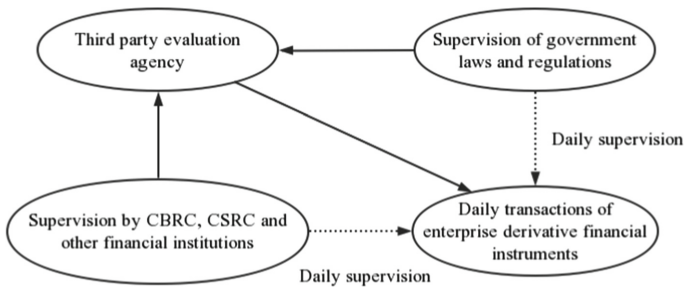 Third party evaluation
agency
Supervision of government
laws and regulations
Daily supervision
Supervision by CBRC, CSRC and
other financial institutions
Daily transactions of
enterprise derivative financial
instruments
Daily supervision